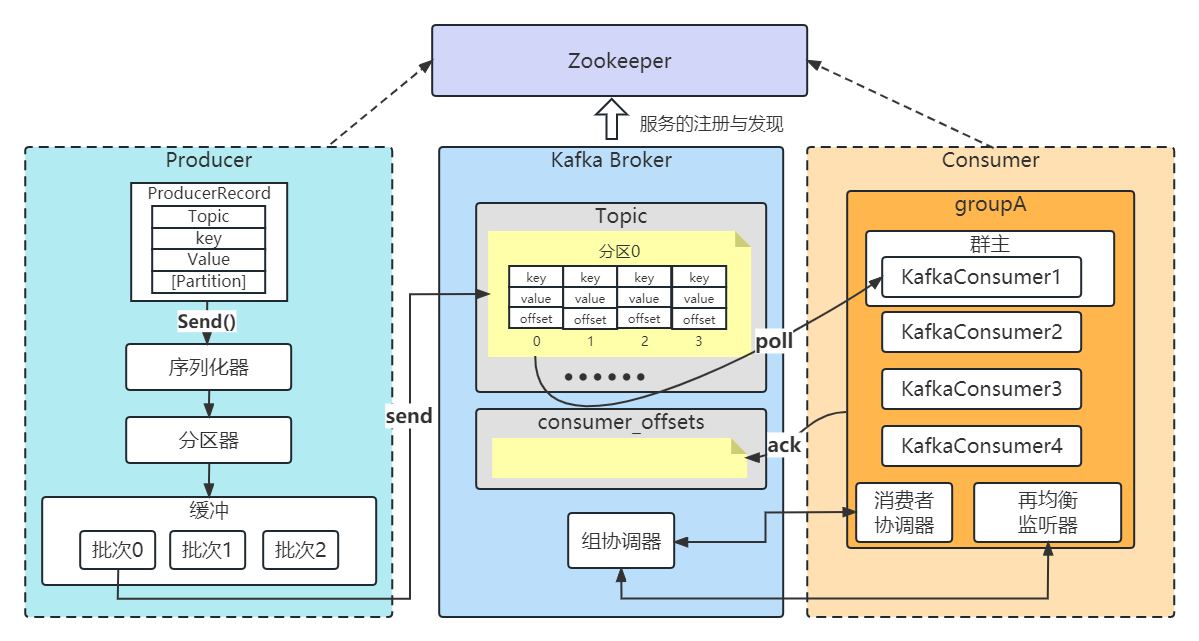 Zookeeper
服务的注册与发现
Producer
ProducerRecord
Topic
key
Value
[Partition]
Send()
序列化器
分区器
缓冲
批次0
批次1
批次2
send
Kafka Broker
Topic
分区0
key key key key
value value value value
offset offset offset offset
0 1 2 3
poll
consumer_offsets
ack
组协调器
Consumer
groupA
群主
KafkaConsumer1
KafkaConsumer2
KafkaConsumer3
KafkaConsumer4
消费者
协调器
再均衡
监听器